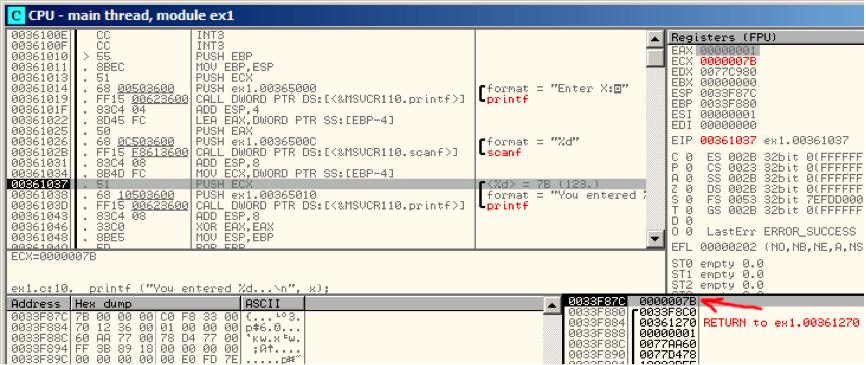 CPU - main thread, module ex1
0036100E CC INT3
0036100F CC INT3
00361010 > 55 PUSH EBP
00361011 . 8BEC MOV EBP,ESP
00361013 . 51 PUSH ECX
00361014 . 68 00503600 PUSH ex1.00365000 format = "Enter X:
00361019 . FF15 00623600 CALL DWORD PTR DS:[<&MSVCR110.printf>] printf
0036101F . 83C4 04 ADD ESP,4
00361022 . 8D45 FC LEA EAX,DWORD PTR SS:[EBP-4]
00361025 . 50 PUSH EAX
00361026 . 68 0C503600 PUSH ex1.0036500C format = "%d"
0036102B . FF15 F8613600 CALL DWORD PTR DS:[<&MSVCR110.scanf>] scanf
00361031 . 83C4 08 ADD ESP,8
00361034 . 8B4D FC MOV ECX,DWORD PTR SS:[EBP-4]
00361037 . 51 PUSH ECX <%d> = 7B (123.)
00361038 . 68 10503600 PUSH ex1.00365010 format = "You entered
0036103D . FF15 00623600 CALL DWORD PTR DS:[<&MSVCR110.printf>] printf
00361043 . 83C4 08 ADD ESP,8
00361046 . 33C0 XOR EAX,EAX
00361048 . 8BE5 MOV ESP,EBP
Registers (FPU)
EAX 00000001
ECX 0000007B
EDX 0077C980
EBX 00000000
ESP 0033F87C
EBP 0033F880
ESI 00000001
EDI 00000000
EIP 00361037 ex1.00361037
C 0 ES 002B 32bit 0(FFFFFF
P 0 CS 0023 32bit 0(FFFFFF
A 0 SS 002B 32bit 0(FFFFFF
Z 0 DS 002B 32bit 0(FFFFFF
S 0 FS 0053 32bit 7EFDD000
T 0 GS 002B 32bit 0(FFFFFF
D 0
O 0 LastErr ERROR_SUCCESS
EFL 00000202 (NO,NB,NE,A,NS
ST0 empty 0.0
ST1 empty 0.0
ST2 empty 0.0
ECX=0000007B
ex1.c:10. printf ("You entered %d...\n", x);
Address Hex dump ASCII
0033F87C 7B 00 00 00 C0 F8 33 00
0033F884 70 12 36 00 01 00 00 00 p#6.0...
0033F88C 60 AA 77 00 78 D4 77 00
0033F894 FF 3B 89 18 00 00 00 00
0033F89C 00 00 00 00 00 E0 FD 7E
0033F87C 0000007B
0033F880 0033F8C0
0033F884 00361270 RETURN to ex1.00361270
0033F888 00000001
0033F88C 0077AA60
0033F890 0077D478